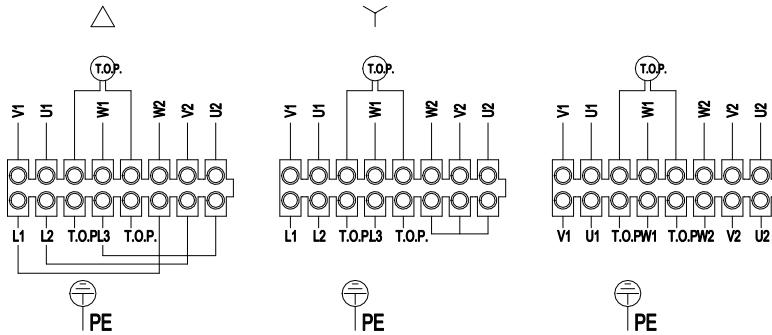 T.O.P. T.O.P. T.O.P.
V1 U1 W1 W2 V2 U2 V1 U1 W1 W2 V2 U2 V1 U1 W1 W2 V2 U2
L1 L2 T.O.P L3 T.O.P. L1 L2 T.O.P L3 T.O.P. V1 U1 T.O.P W1 T.O.P W2 V2 U2
PE PE PE